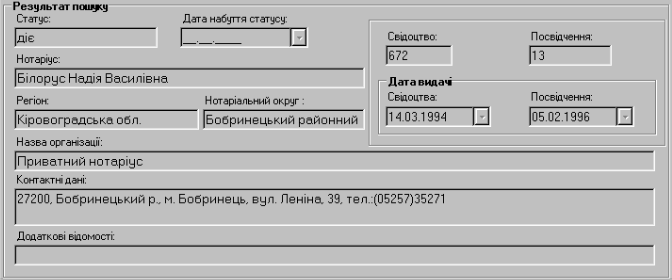 Результат пошуку
Статус: Дата набуття статусу:
діє __.__.____
Свідоцтво: Посвідчення:
672 13
Нотаріус:
Білорус Надія Василівна
Дата видачі
Свідоцтва: Посвідчення:
14.03.1994 05.02.1996
Регіон: Нотаріальний округ :
Кіровоградська обл. Бобринецький районний
Назва організації:
Приватний нотаріус
Контактні дані:
27200, Бобринецький р., м. Бобринець, вул. Леніна, 39, тел.:(05257)35271
Додаткові відомості: